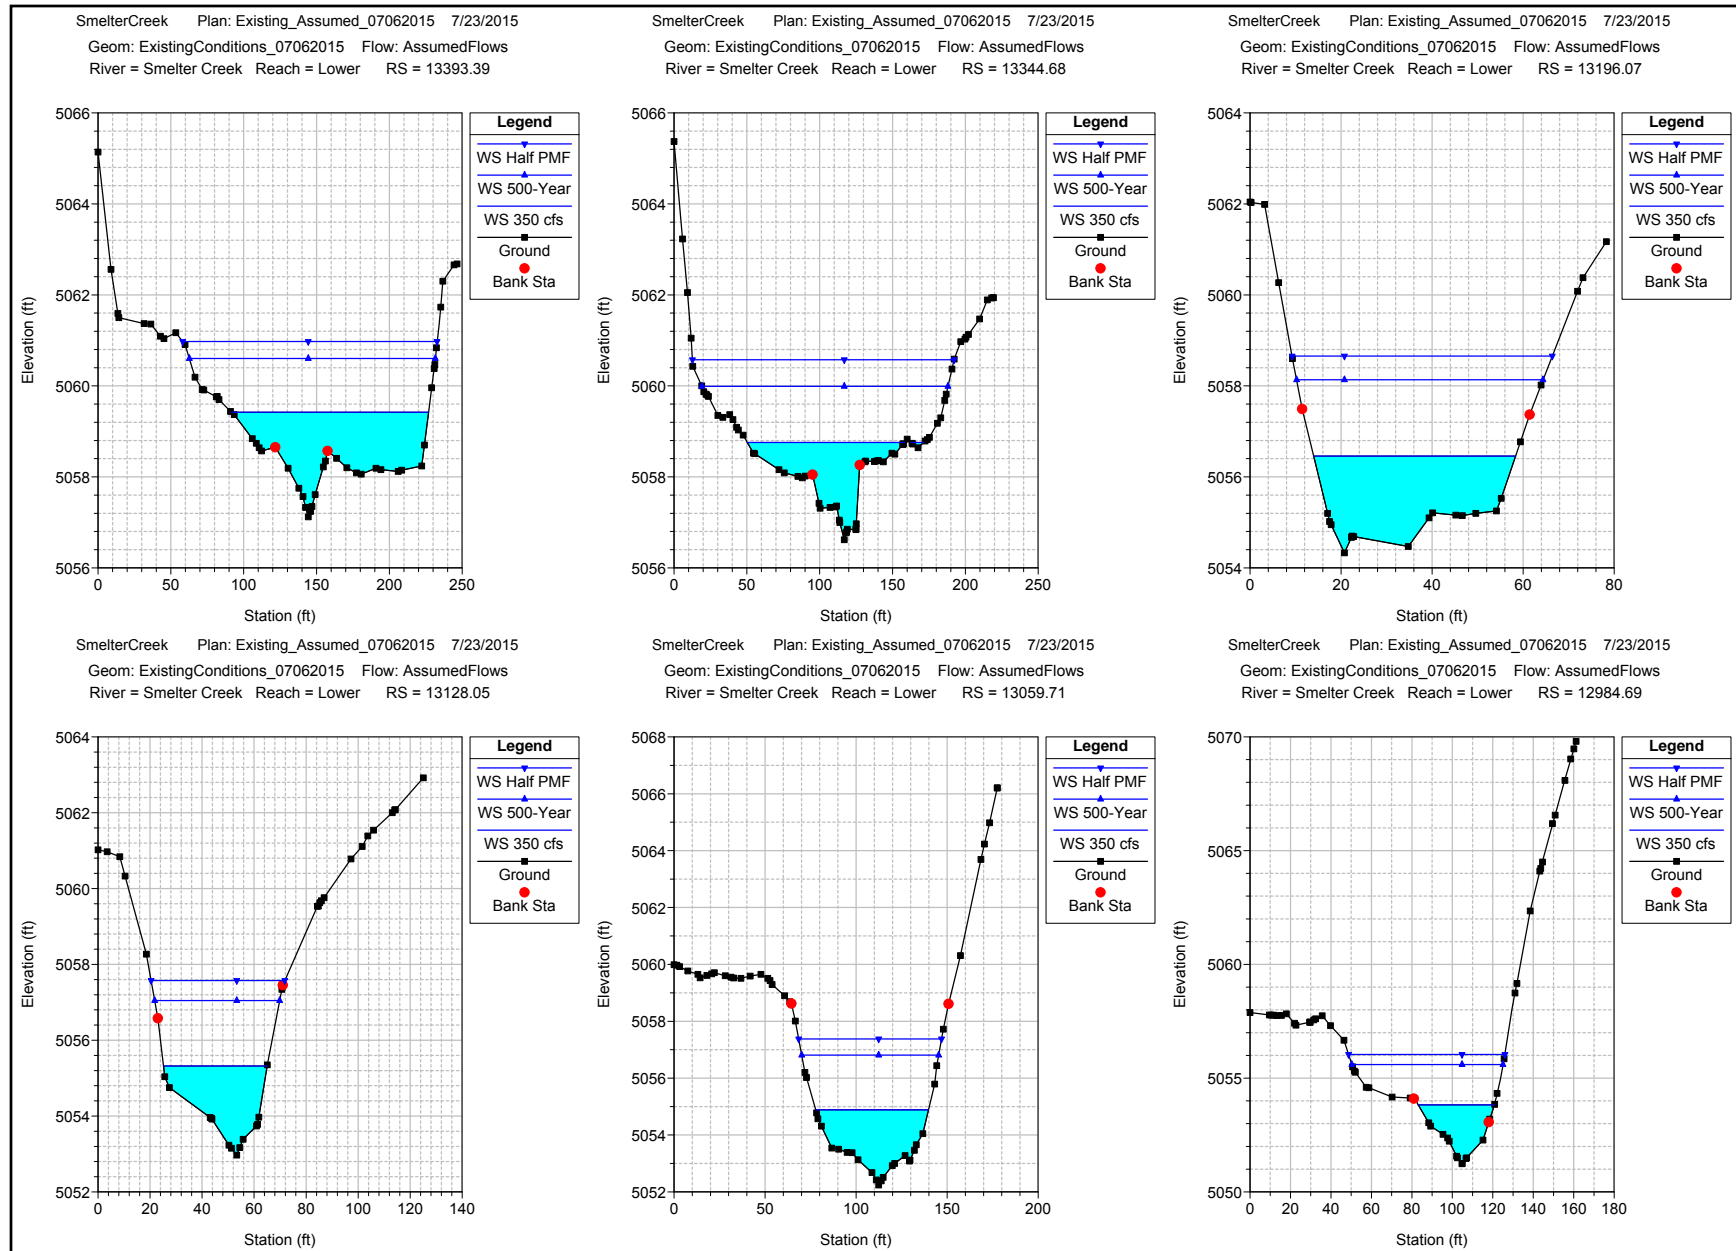 SmelterCreek Plan: Existing_Assumed_07062015 7/23/2015
Geom: ExistingConditions_07062015 Flow: AssumedFlows
River = Smelter Creek Reach = Lower RS = 13393.39
5066
5064
5062
5060
5058
5056
0 50 100 150 200 250
Station (ft)
Elevation (ft)
Legend
WS Half PMF
WS 500-Year
WS 350 cfs
Ground
Bank Sta
SmelterCreek Plan: Existing_Assumed_07062015 7/23/2015
Geom: ExistingConditions_07062015 Flow: AssumedFlows
River = Smelter Creek Reach = Lower RS = 13344.68
5066
5064
5062
5060
5058
5056
0 50 100 150 200 250
Station (ft)
Elevation (ft)
Legend
WS Half PMF
WS 500-Year
WS 350 cfs
Ground
Bank Sta
SmelterCreek Plan: Existing_Assumed_07062015 7/23/2015
Geom: ExistingConditions_07062015 Flow: AssumedFlows
River = Smelter Creek Reach = Lower RS = 13196.07
5064
5062
5060
5058
5056
5054
0 20 40 60 80
Station (ft)
Elevation (ft)
Legend
WS Half PMF
WS 500-Year
WS 350 cfs
Ground
Bank Sta
SmelterCreek Plan: Existing_Assumed_07062015 7/23/2015
Geom: ExistingConditions_07062015 Flow: AssumedFlows
River = Smelter Creek Reach = Lower RS = 13128.05
5064
5062
5060
5058
5056
5054
5052
0 20 40 60 80 100 120 140
Station (ft)
Elevation (ft)
Legend
WS Half PMF
WS 500-Year
WS 350 cfs
Ground
Bank Sta
SmelterCreek Plan: Existing_Assumed_07062015 7/23/2015
Geom: ExistingConditions_07062015 Flow: AssumedFlows
River = Smelter Creek Reach = Lower RS = 13059.71
5068
5066
5064
5062
5060
5058
5056
5054
5052
0 50 100 150 200
Station (ft)
Elevation (ft)
Legend
WS Half PMF
WS 500-Year
WS 350 cfs
Ground
Bank Sta
SmelterCreek Plan: Existing_Assumed_07062015 7/23/2015
Geom: ExistingConditions_07062015 Flow: AssumedFlows
River = Smelter Creek Reach = Lower RS = 12984.69
5070
5065
5060
5055
5050
0 20 40 60 80 100 120 140 160 180
Station (ft)
Elevation (ft)
Legend
WS Half PMF
WS 500-Year
WS 350 cfs
Ground
Bank Sta